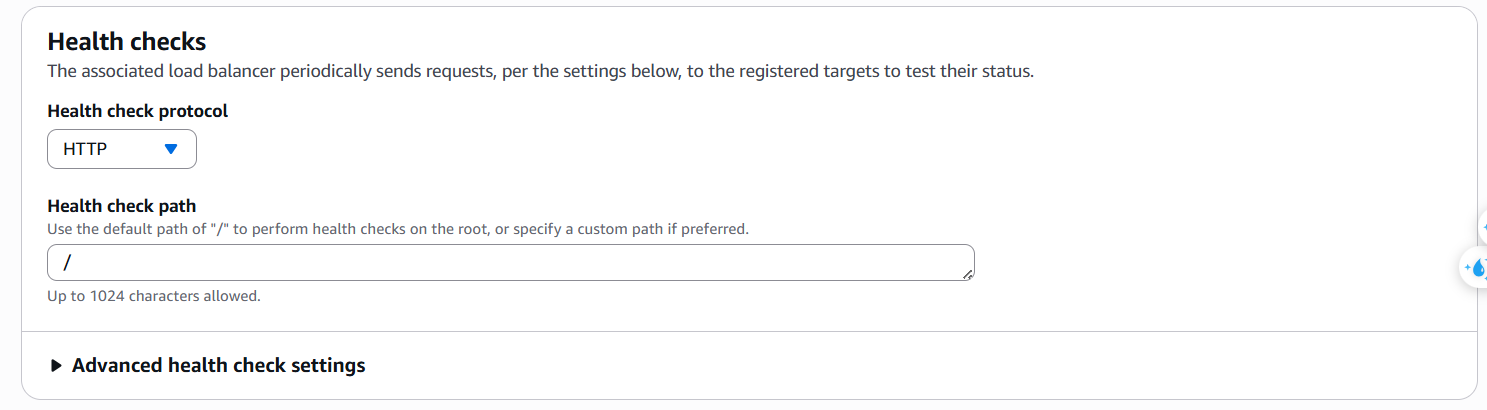 Health checks
The associated load balancer periodically sends requests, per the settings below, to the registered targets to test their status.
Health check protocol
HTTP
Health check path
Use the default path of "/" to perform health checks on the root, or specify a custom path if preferred.
/
Up to 1024 characters allowed.
Advanced health check settings